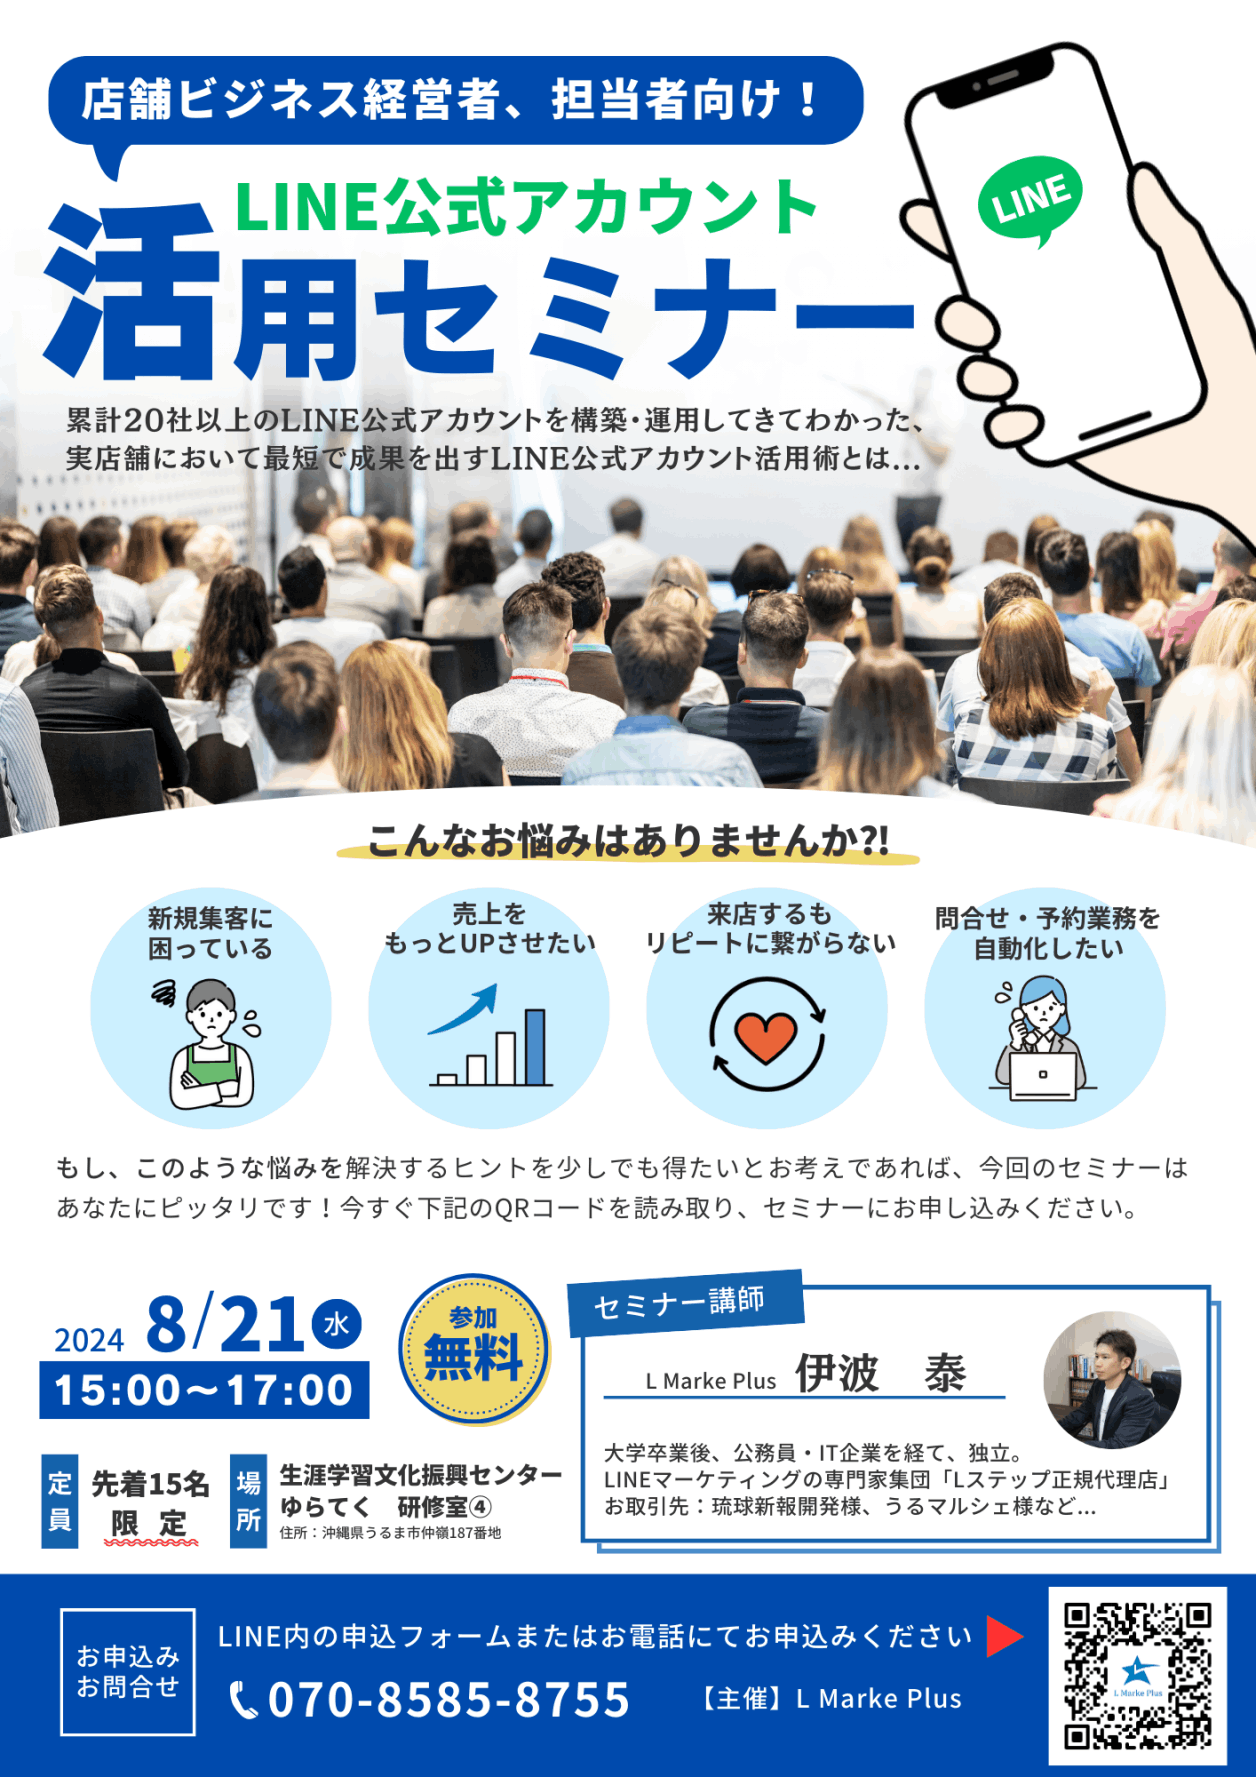 店舗ビジネス経営者、担当者向け！
LINE公式アカウント
活用セミナー
LINE
累計20社以上のLINE公式アカウントを構築・運用してきてわかった、
実店舗において最短で成果を出すLINE公式アカウント活用術とは...
こんなお悩みはありませんか?!
新規集客に
困っている
売上を
もっとUPさせたい
来店するも
リピートに繋がらない
問合せ・予約業務を
自動化したい
もし、このような悩みを解決するヒントを少しでも得たいとお考えであれば、今回のセミナーは
あなたにピッタリです！今すぐ下記のQRコードを読み取り、セミナーにお申し込みください。
2024 8/21 水
15:00～17:00
参加
無料
定員
先着15名
限定
場所
生涯学習文化振興センター
ゆらてく 研修室④
住所：沖縄県うるま市仲嶺187番地
セミナー講師
L Marke Plus 伊波 泰
大学卒業後、公務員・IT企業を経て、独立。
LINEマーケティングの専門家集団「Lステップ正規代理店」
お取引先：琉球新報開発様、うるマルシェ様など...
お申込み
お問合せ
LINE内の申込フォームまたはお電話にてお申込みください
070-8585-8755
【主催】L Marke Plus
L Marke Plus